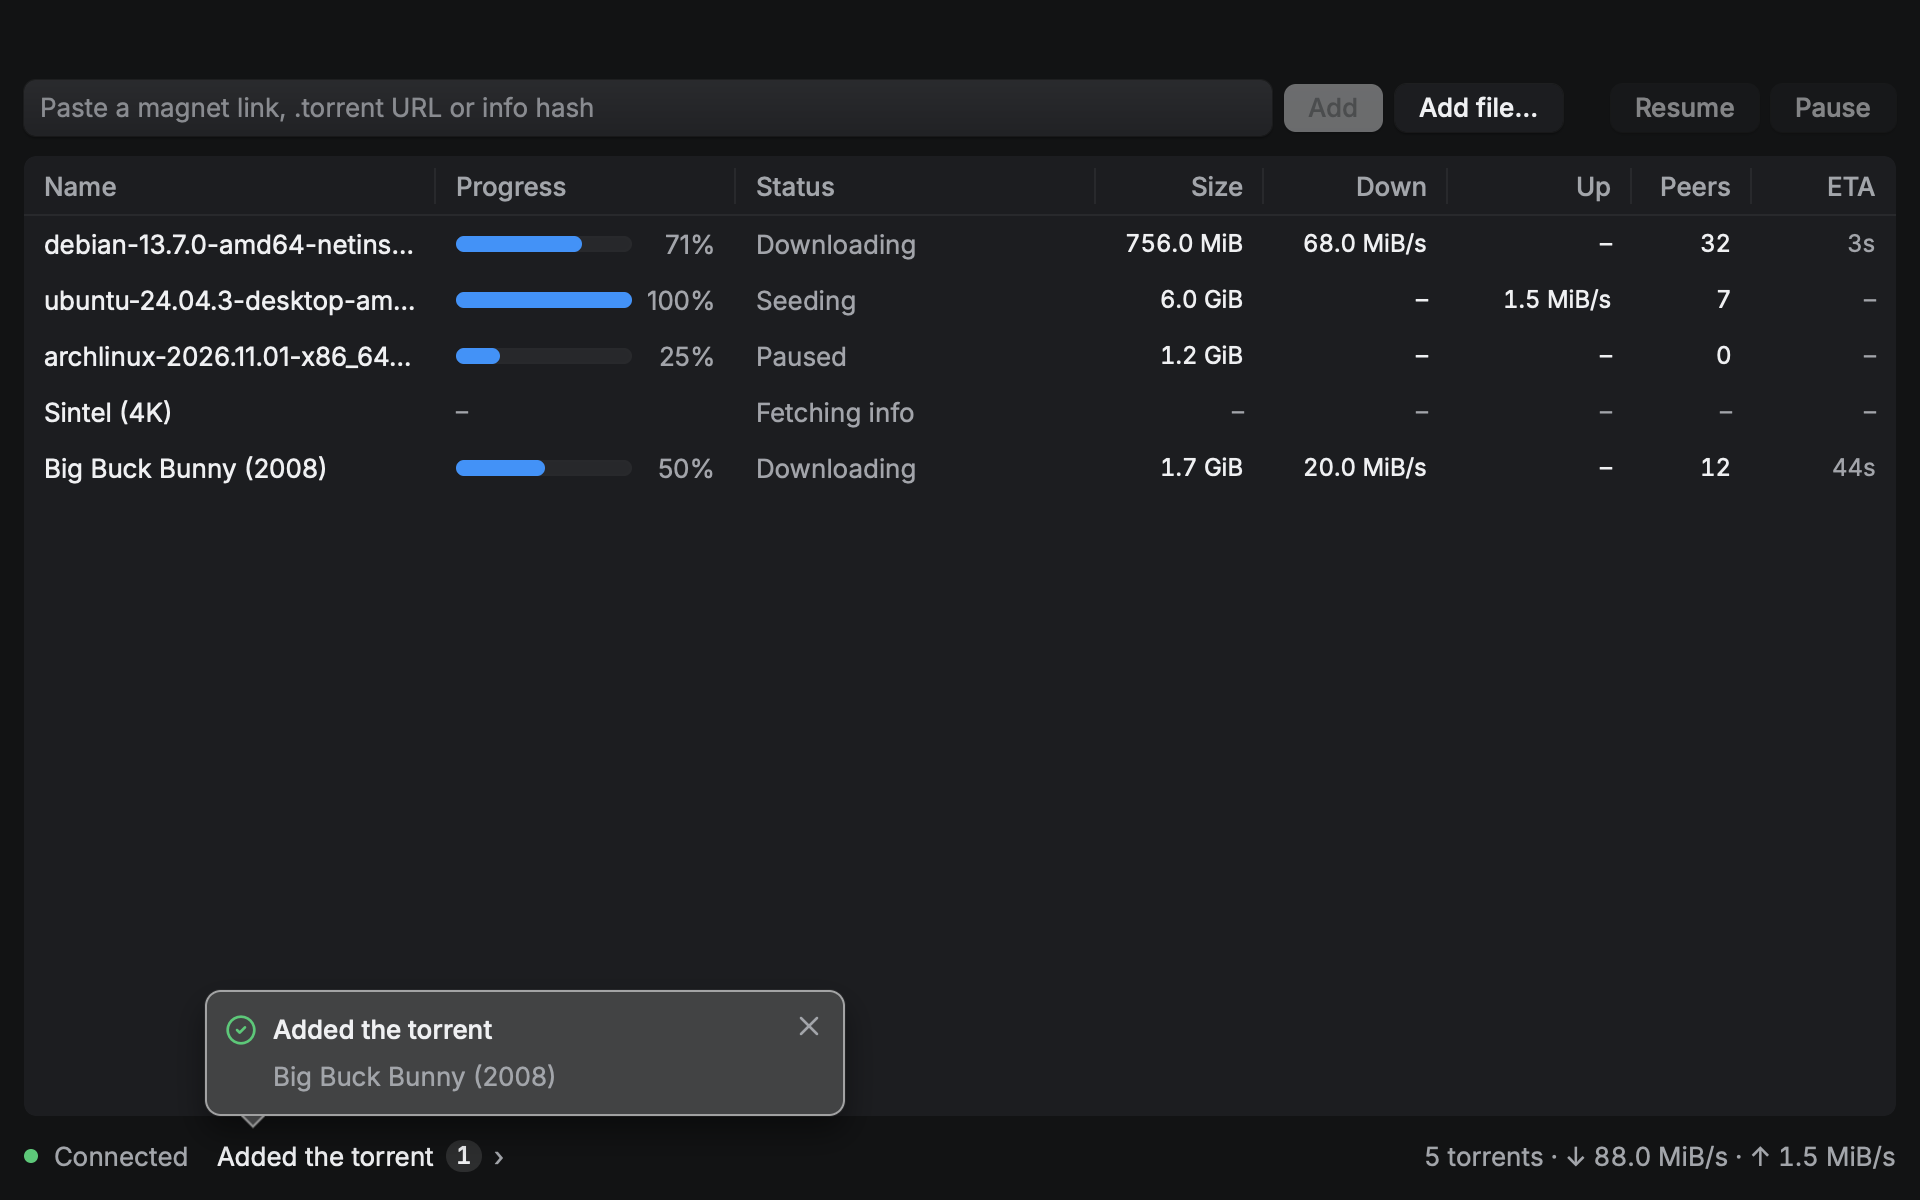 Paste a magnet link, .torrent URL or info hash Add Add file... Resume Pause
Name Progress Status Size Down Up Peers ETA
debian-13.7.0-amd64-netins... 71% Downloading 756.0 MiB 68.0 MiB/s – 32 3s
ubuntu-24.04.3-desktop-am... 100% Seeding 6.0 GiB – 1.5 MiB/s 7 –
archlinux-2026.11.01-x86_64... 25% Paused 1.2 GiB – – 0 –
Sintel (4K) – Fetching info – – – – –
Big Buck Bunny (2008) 50% Downloading 1.7 GiB 20.0 MiB/s – 12 44s
Added the torrent
Big Buck Bunny (2008)
Connected Added the torrent 1 › 5 torrents · ↓ 88.0 MiB/s · ↑ 1.5 MiB/s